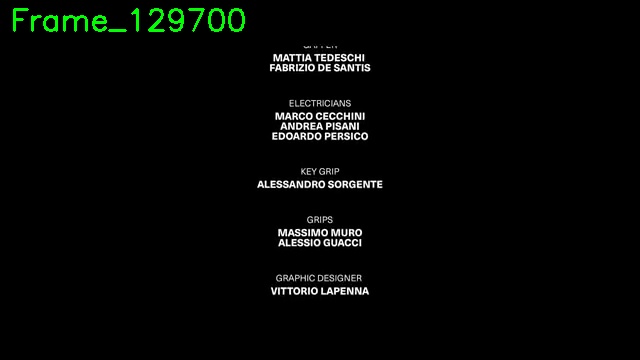 Frame_129700
GAFFER
MATTIA TEDESCHI
FABRIZIO DE SANTIS
ELECTRICIANS
MARCO CECCHINI
ANDREA PISANI
EDOARDO PERSICO
KEY GRIP
ALESSANDRO SORGENTE
GRIPS
MASSIMO MURO
ALESSIO GUACCI
GRAPHIC DESIGNER
VITTORIO LAPENNA